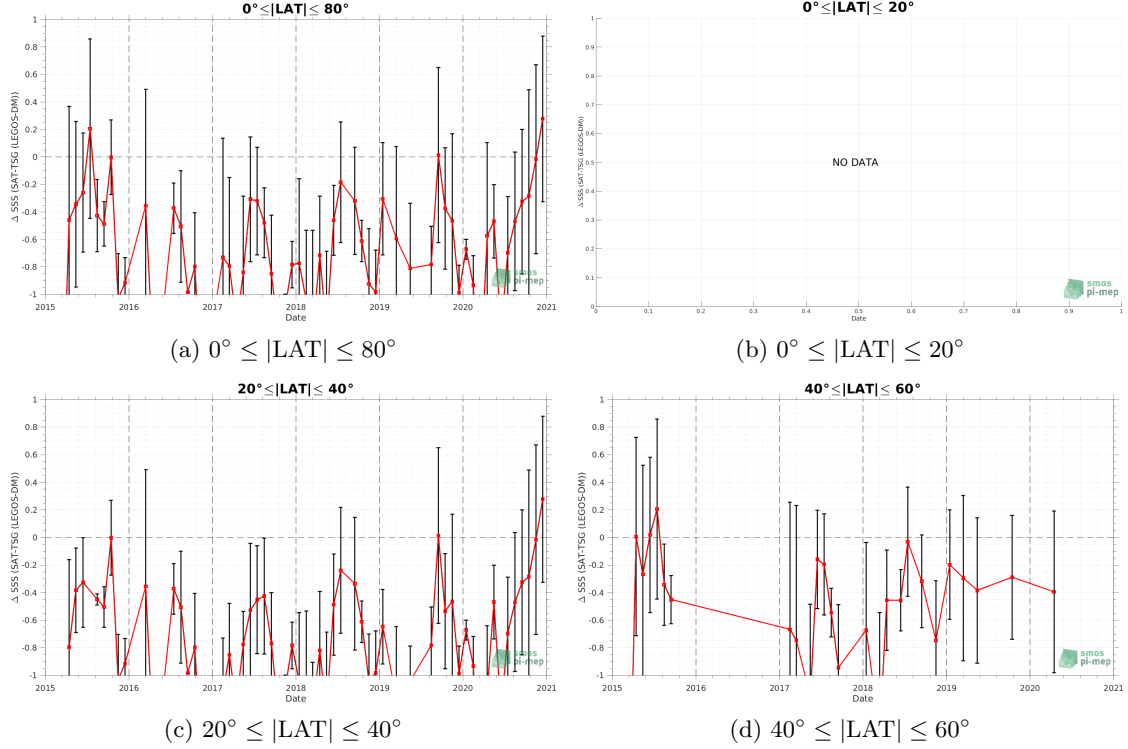 0°≤|LAT|≤ 80°
Δ SSS (SAT-TSG (LEGOS-DM))
1
0.8
0.6
0.4
0.2
0
-0.2
-0.4
-0.6
-0.8
-1
2015 2016 2017 2018 2019 2020 2021
Date
smos
pi-mep
(a) 0° ≤ |LAT| ≤ 80°
0°≤|LAT|≤ 20°
Δ SSS (SAT-TSG (LEGOS-DM))
1
0.9
0.8
0.7
0.6
0.5
0.4
0.3
0.2
0.1
0
NO DATA
0 0.1 0.2 0.3 0.4 0.5 0.6 0.7 0.8 0.9 1
Date
smos
pi-mep
(b) 0° ≤ |LAT| ≤ 20°
20°≤|LAT|≤ 40°
Δ SSS (SAT-TSG (LEGOS-DM))
1
0.8
0.6
0.4
0.2
0
-0.2
-0.4
-0.6
-0.8
-1
2015 2016 2017 2018 2019 2020 2021
Date
smos
pi-mep
(c) 20° ≤ |LAT| ≤ 40°
40°≤|LAT|≤ 60°
Δ SSS (SAT-TSG (LEGOS-DM))
1
0.8
0.6
0.4
0.2
0
-0.2
-0.4
-0.6
-0.8
-1
2015 2016 2017 2018 2019 2020 2021
Date
smos
pi-mep
(d) 40° ≤ |LAT| ≤ 60°